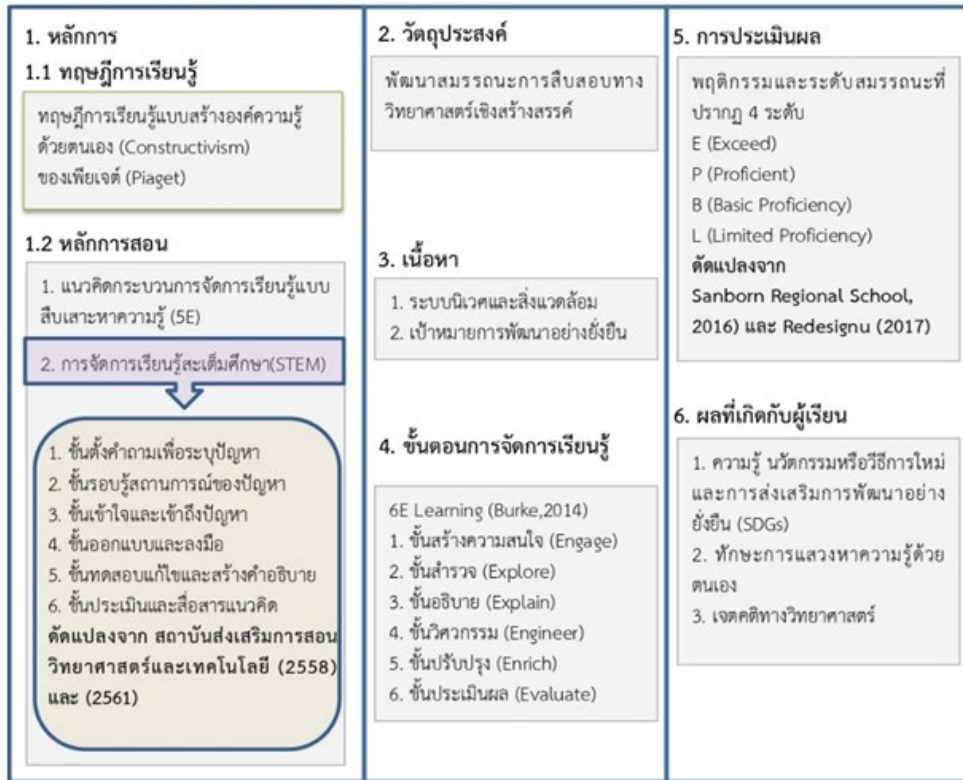 1. หลักการ
1.1 ทฤษฎีการเรียนรู้
ทฤษฎีการเรียนรู้แบบสร้างองค์ความรู้
ด้วยตนเอง (Constructivism)
ของเพียเจต์ (Piaget)
1.2 หลักการสอน
1. แนวคิดกระบวนการจัดการเรียนรู้แบบ
สืบเสาะหาความรู้ (5E)
2. การจัดการเรียนรู้สะเต็มศึกษา(STEM)
1. ขั้นตั้งคำถามเพื่อระบุปัญหา
2. ขั้นรอบรู้สถานการณ์ของปัญหา
3. ขั้นเข้าใจและเข้าถึงปัญหา
4. ขั้นออกแบบและลงมือ
5. ขั้นทดสอบแก้ไขและสร้างคำอธิบาย
6. ขั้นประเมินและสื่อสารแนวคิด
ดัดแปลงจาก สถาบันส่งเสริมการสอน
วิทยาศาสตร์และเทคโนโลยี (2558)
และ (2561)
2. วัตถุประสงค์
พัฒนาสมรรถนะการสืบสอบทาง
วิทยาศาสตร์เชิงสร้างสรรค์
3. เนื้อหา
1. ระบบนิเวศและสิ่งแวดล้อม
2. เป้าหมายการพัฒนาอย่างยั่งยืน
4. ขั้นตอนการจัดการเรียนรู้
6E Learning (Burke,2014)
1. ขั้นสร้างความสนใจ (Engage)
2. ขั้นสำรวจ (Explore)
3. ขั้นอธิบาย (Explain)
4. ขั้นวิศวกรรม (Engineer)
5. ขั้นปรับปรุง (Enrich)
6. ขั้นประเมินผล (Evaluate)
5. การประเมินผล
พฤติกรรมและระดับสมรรถนะที่
ปรากฏ 4 ระดับ
E (Exceed)
P (Proficient)
B (Basic Proficiency)
L (Limited Proficiency)
ดัดแปลงจาก
Sanborn Regional School,
2016) และ Redesignu (2017)
6. ผลที่เกิดกับผู้เรียน
1. ความรู้ นวัตกรรมหรือวีธีการใหม่
และการส่งเสริมการพัฒนาอย่าง
ยั่งยืน (SDGs)
2. ทักษะการแสวงหาความรู้ด้วย
ตนเอง
3. เจตคติทางวิทยาศาสตร์